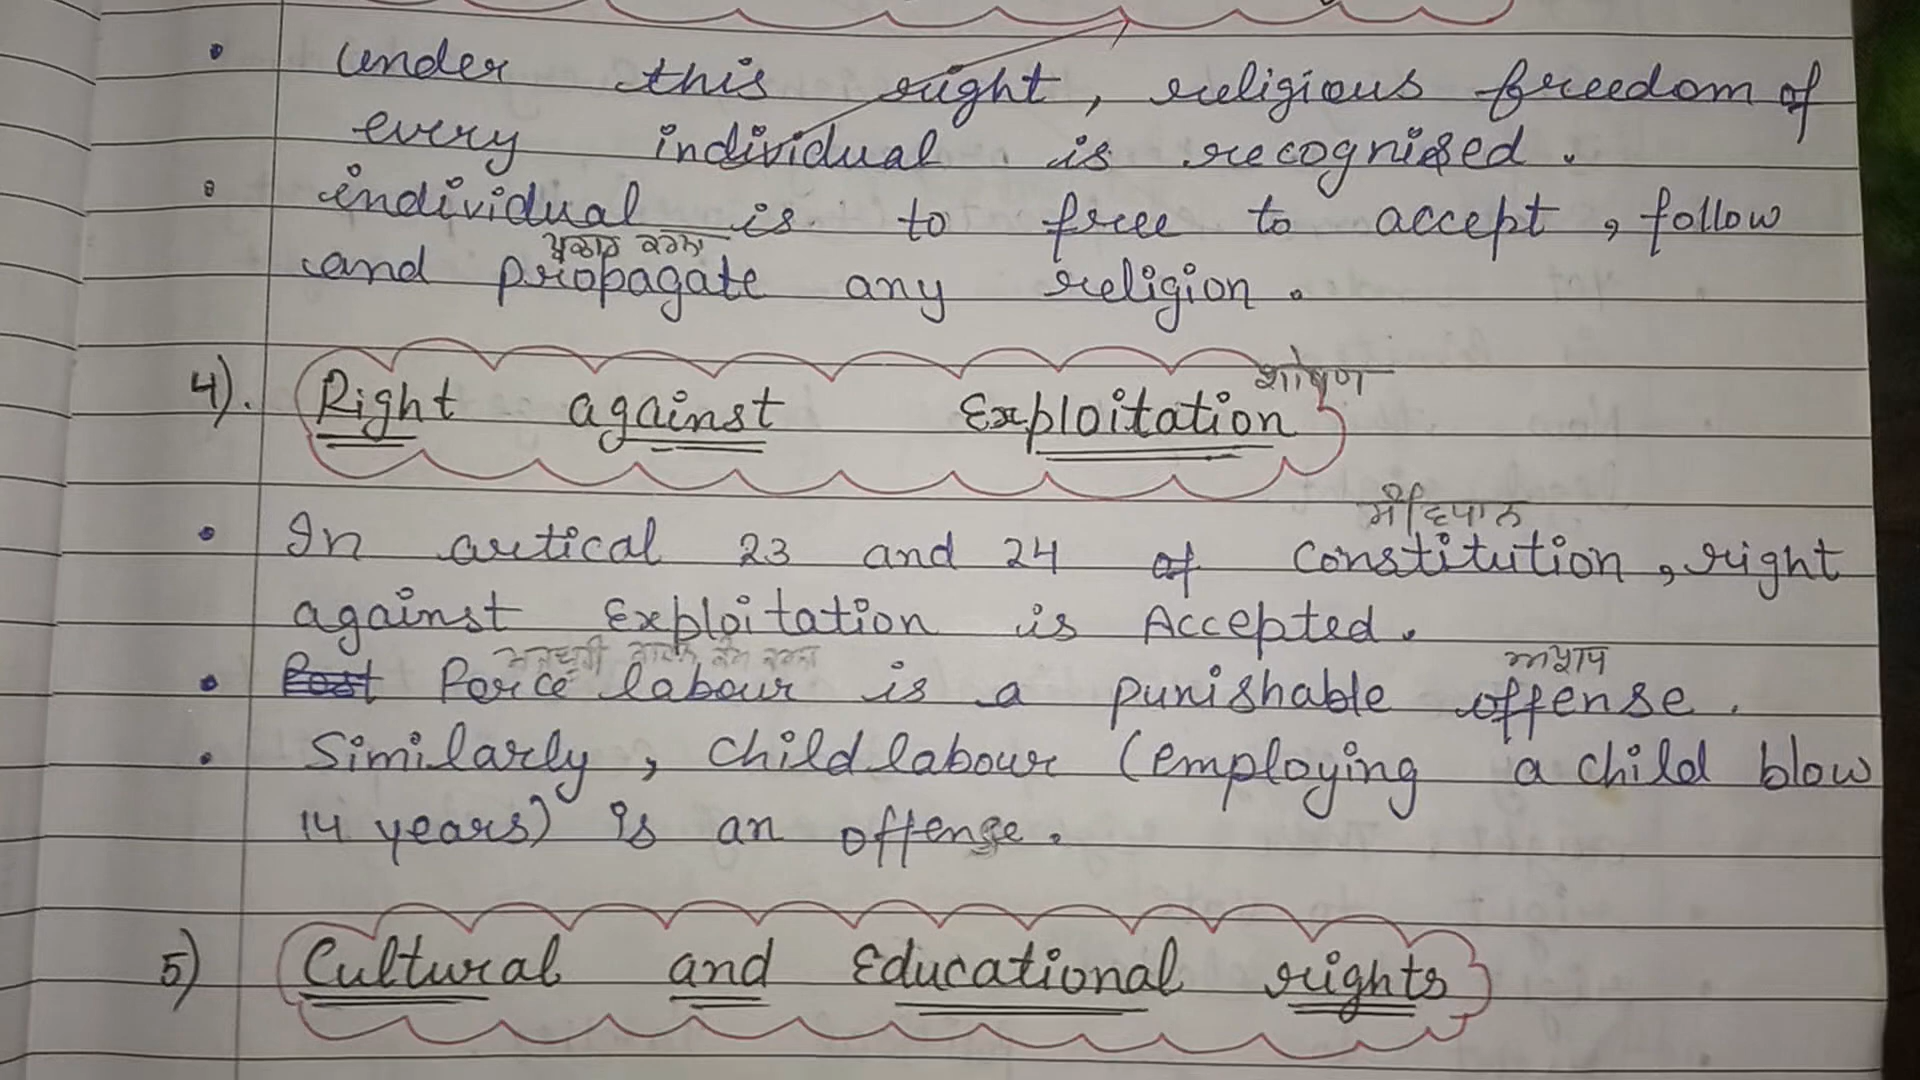 • Under this right, religious freedom of
every individual is recognised.
• individual is to free to accept, follow
and propagate any religion.
शोषण
4). Right against Exploitation
• In artical 23 and 24 of Constitution, right
against Exploitation is Accepted.
• Force labour is a punishable offense.
• Similarly, child labour (employing a child blow
14 years) is an offense.
5) Cultural and Educational rights